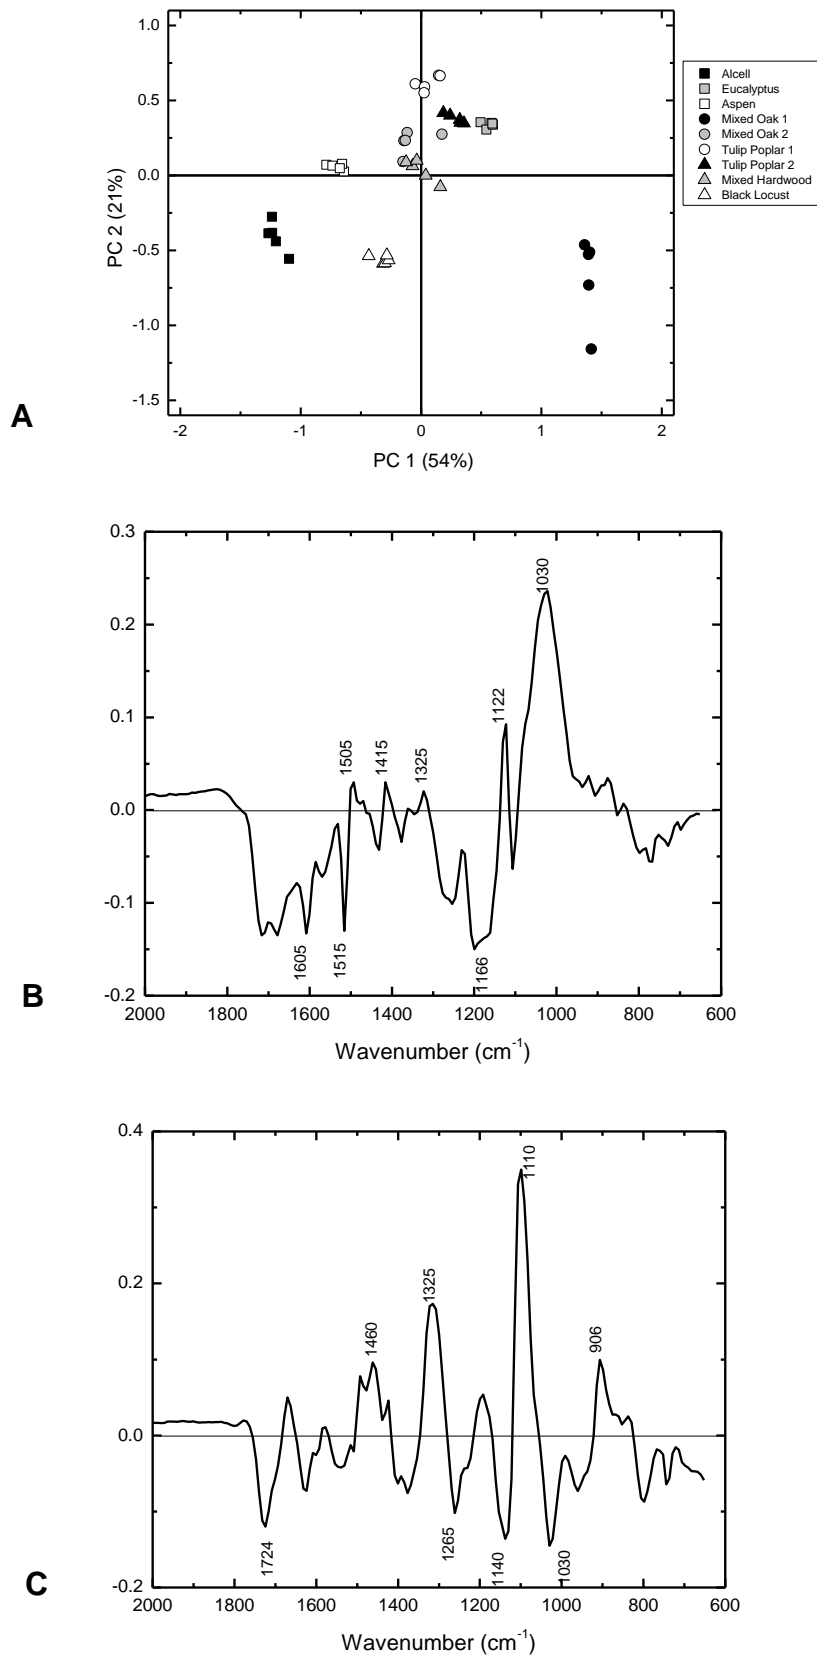 1.0
0.5
0.0
-0.5
-1.0
-1.5
PC 2 (21%)
-2
-1
0
1
2
PC 1 (54%)
Alcell
Eucalyptus
Aspen
Mixed Oak 1
Mixed Oak 2
Tulip Poplar 1
Tulip Poplar 2
Mixed Hardwood
Black Locust
A
0.3
0.2
0.1
0.0
-0.1
-0.2
1605
1515
1505
1415
1325
1166
1122
1030
2000 1800 1600 1400 1200 1000 800 600
Wavenumber (cm-1)
B
0.4
0.2
0.0
-0.2
1724
1460
1325
1265
1140
1110
1030
906
2000 1800 1600 1400 1200 1000 800 600
Wavenumber (cm-1)
C